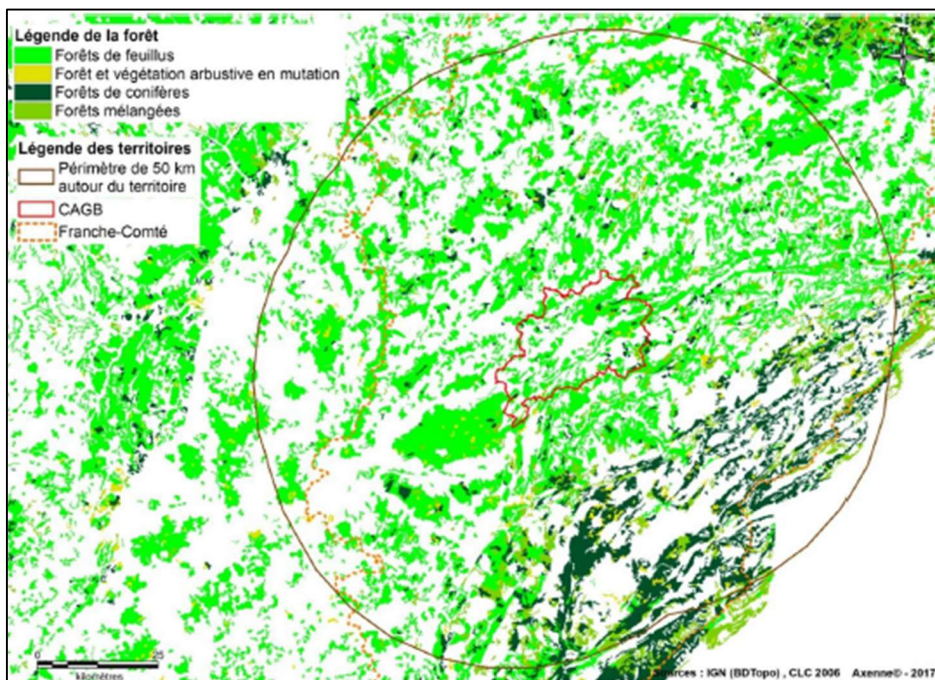 Légende de la forêt
Forêts de feuillus
Forêt et végétation arbustive en mutation
Forêts de conifères
Forêts mélangées
Légende des territoires
Périmètre de 50 km
autour du territoire
CAGB
Franche-Comté
0 25
kilomètres
Sources : IGN (BDTopo) , CLC 2006 Axenne© - 2017